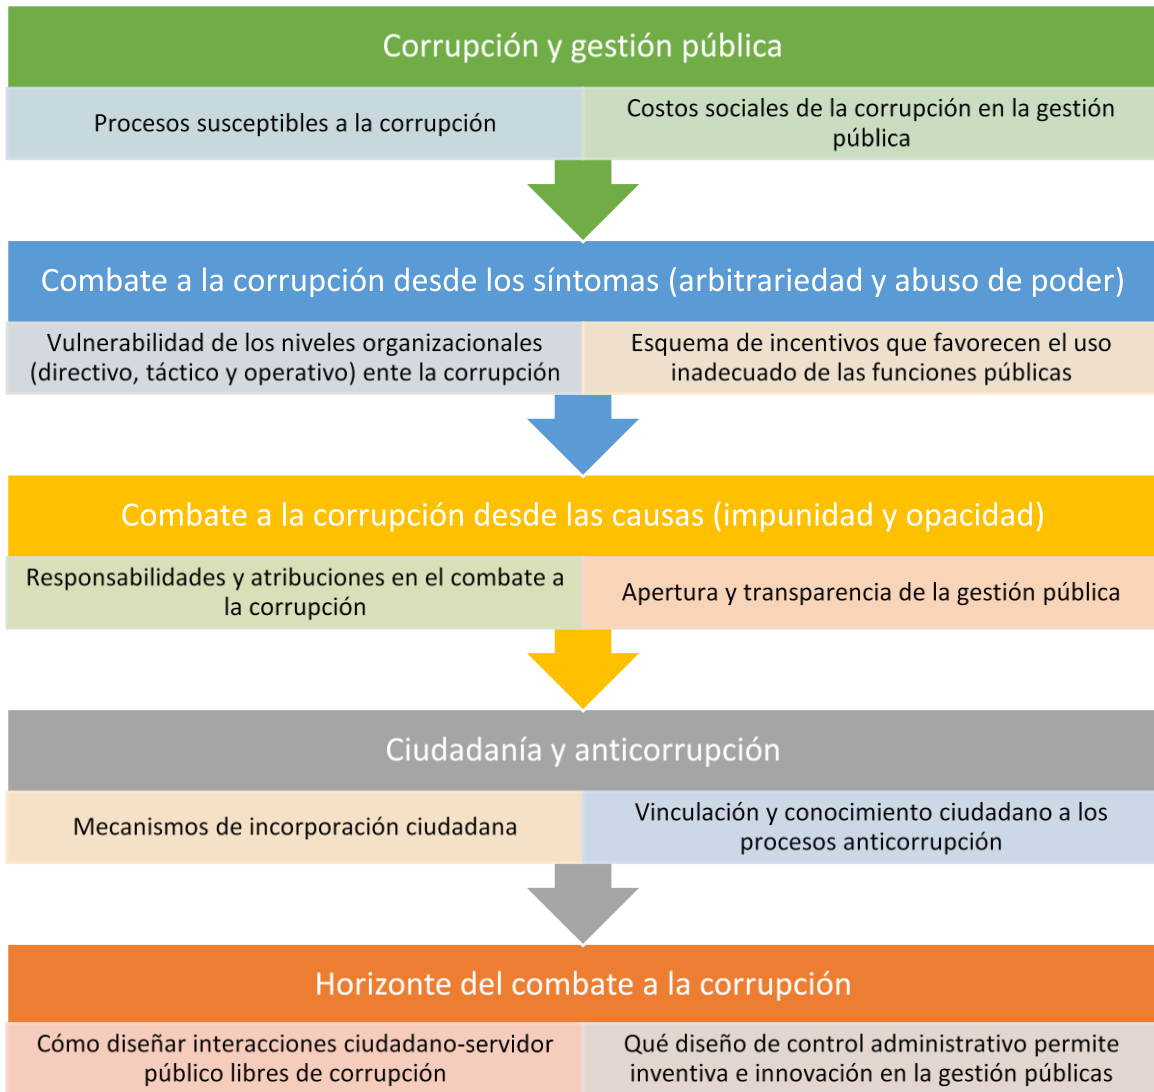 Corrupción y gestión pública
Procesos susceptibles a la corrupción
Costos sociales de la corrupción en la gestión
pública
Combate a la corrupción desde los síntomas (arbitrariedad y abuso de poder)
Vulnerabilidad de los niveles organizacionales
(directivo, táctico y operativo) ente la corrupción
Esquema de incentivos que favorecen el uso
inadecuado de las funciones públicas
Combate a la corrupción desde las causas (impunidad y opacidad)
Responsabilidades y atribuciones en el combate a
la corrupción
Apertura y transparencia de la gestión pública
Ciudadanía y anticorrupción
Mecanismos de incorporación ciudadana
Vinculación y conocimiento ciudadano a los
procesos anticorrupción
Horizonte del combate a la corrupción
Cómo diseñar interacciones ciudadano-servidor
público libres de corrupción
Qué diseño de control administrativo permite
inventiva e innovación en la gestión públicas